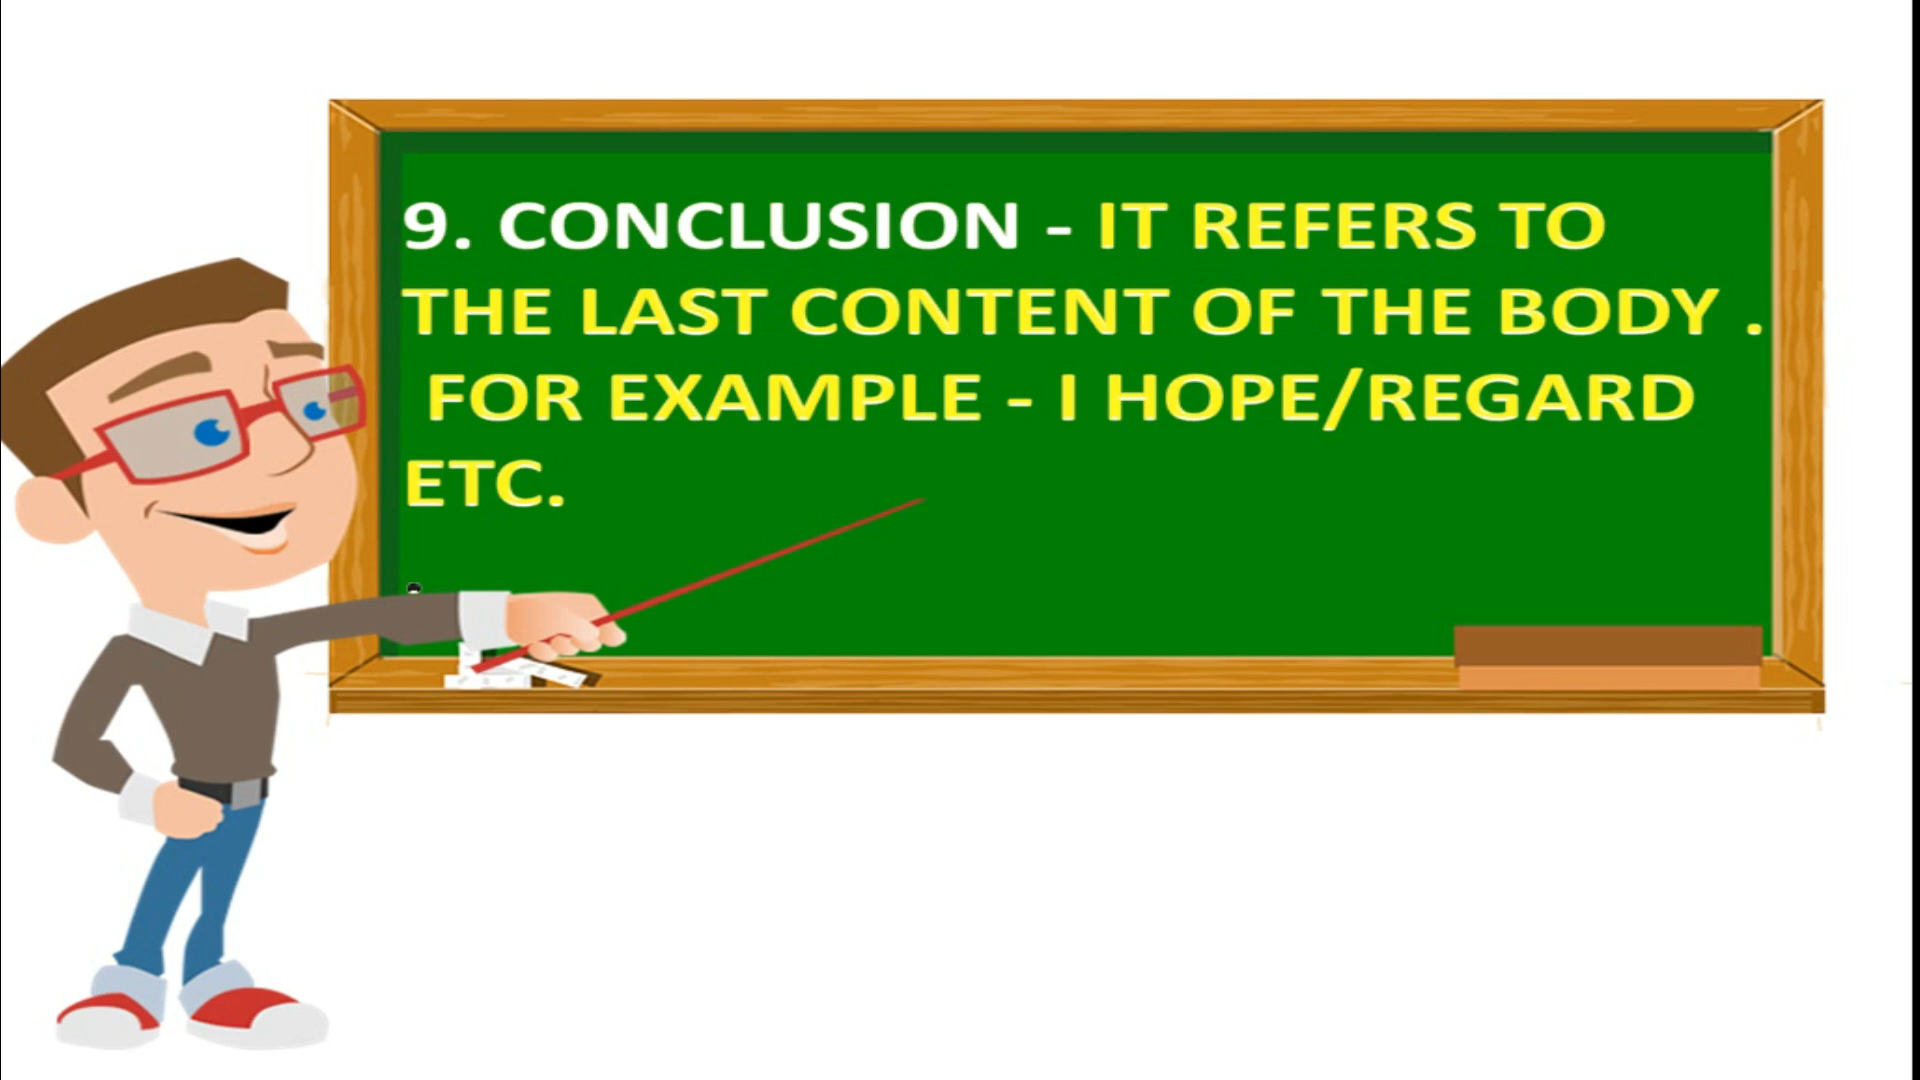 9. CONCLUSION - IT REFERS TO
THE LAST CONTENT OF THE BODY .
FOR EXAMPLE - I HOPE/REGARD
ETC.